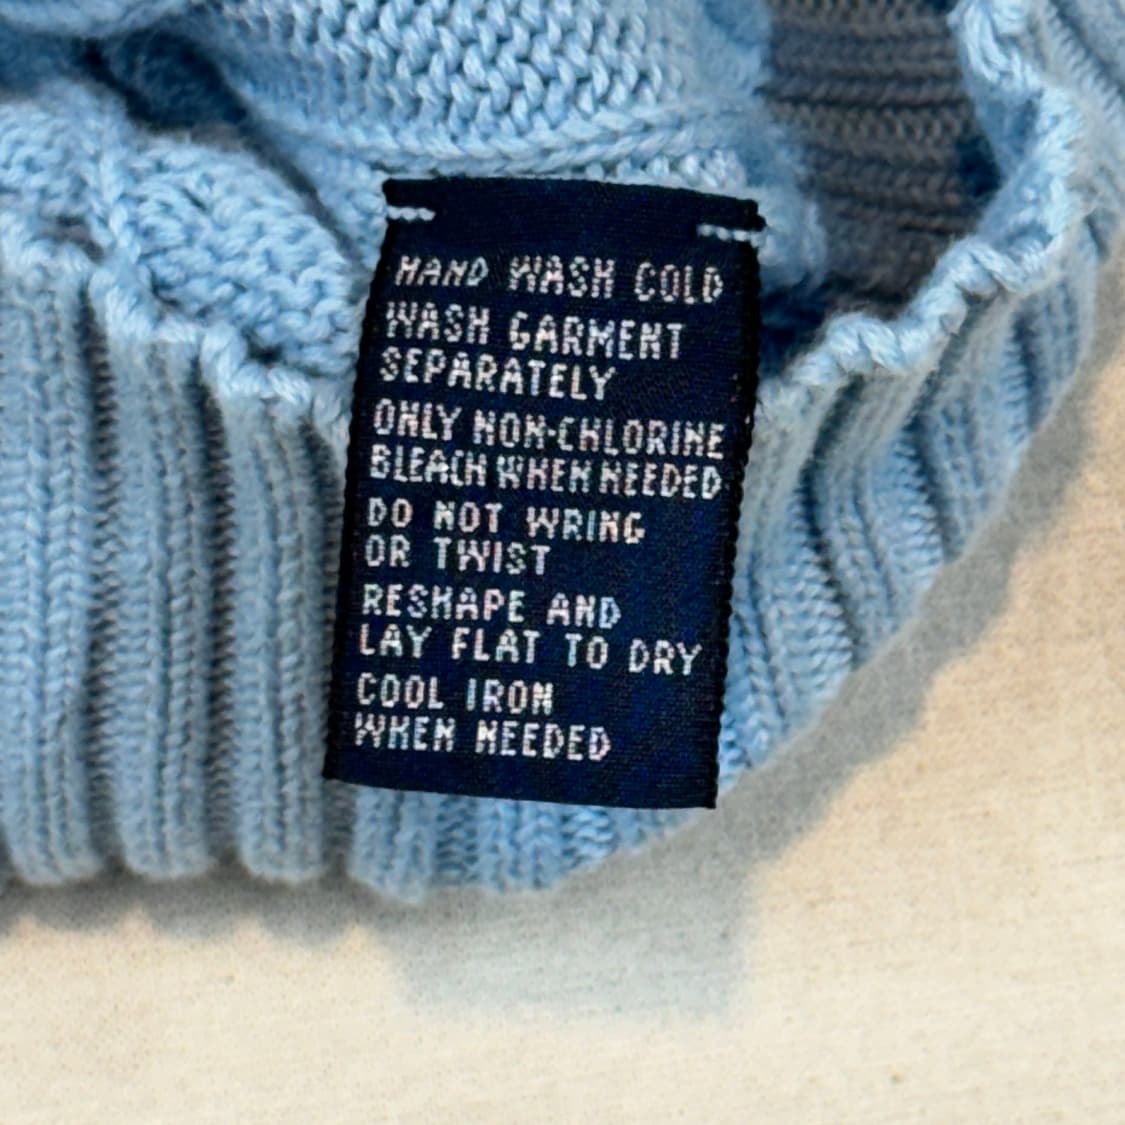 HAND WASH COLD
WASH GARMENT
SEPARATELY
ONLY NON-CHLORINE
BLEACH WHEN NEEDED
DO NOT WRING
OR TWIST
RESHAPE AND
LAY FLAT TO DRY
COOL IRON
WHEN NEEDED